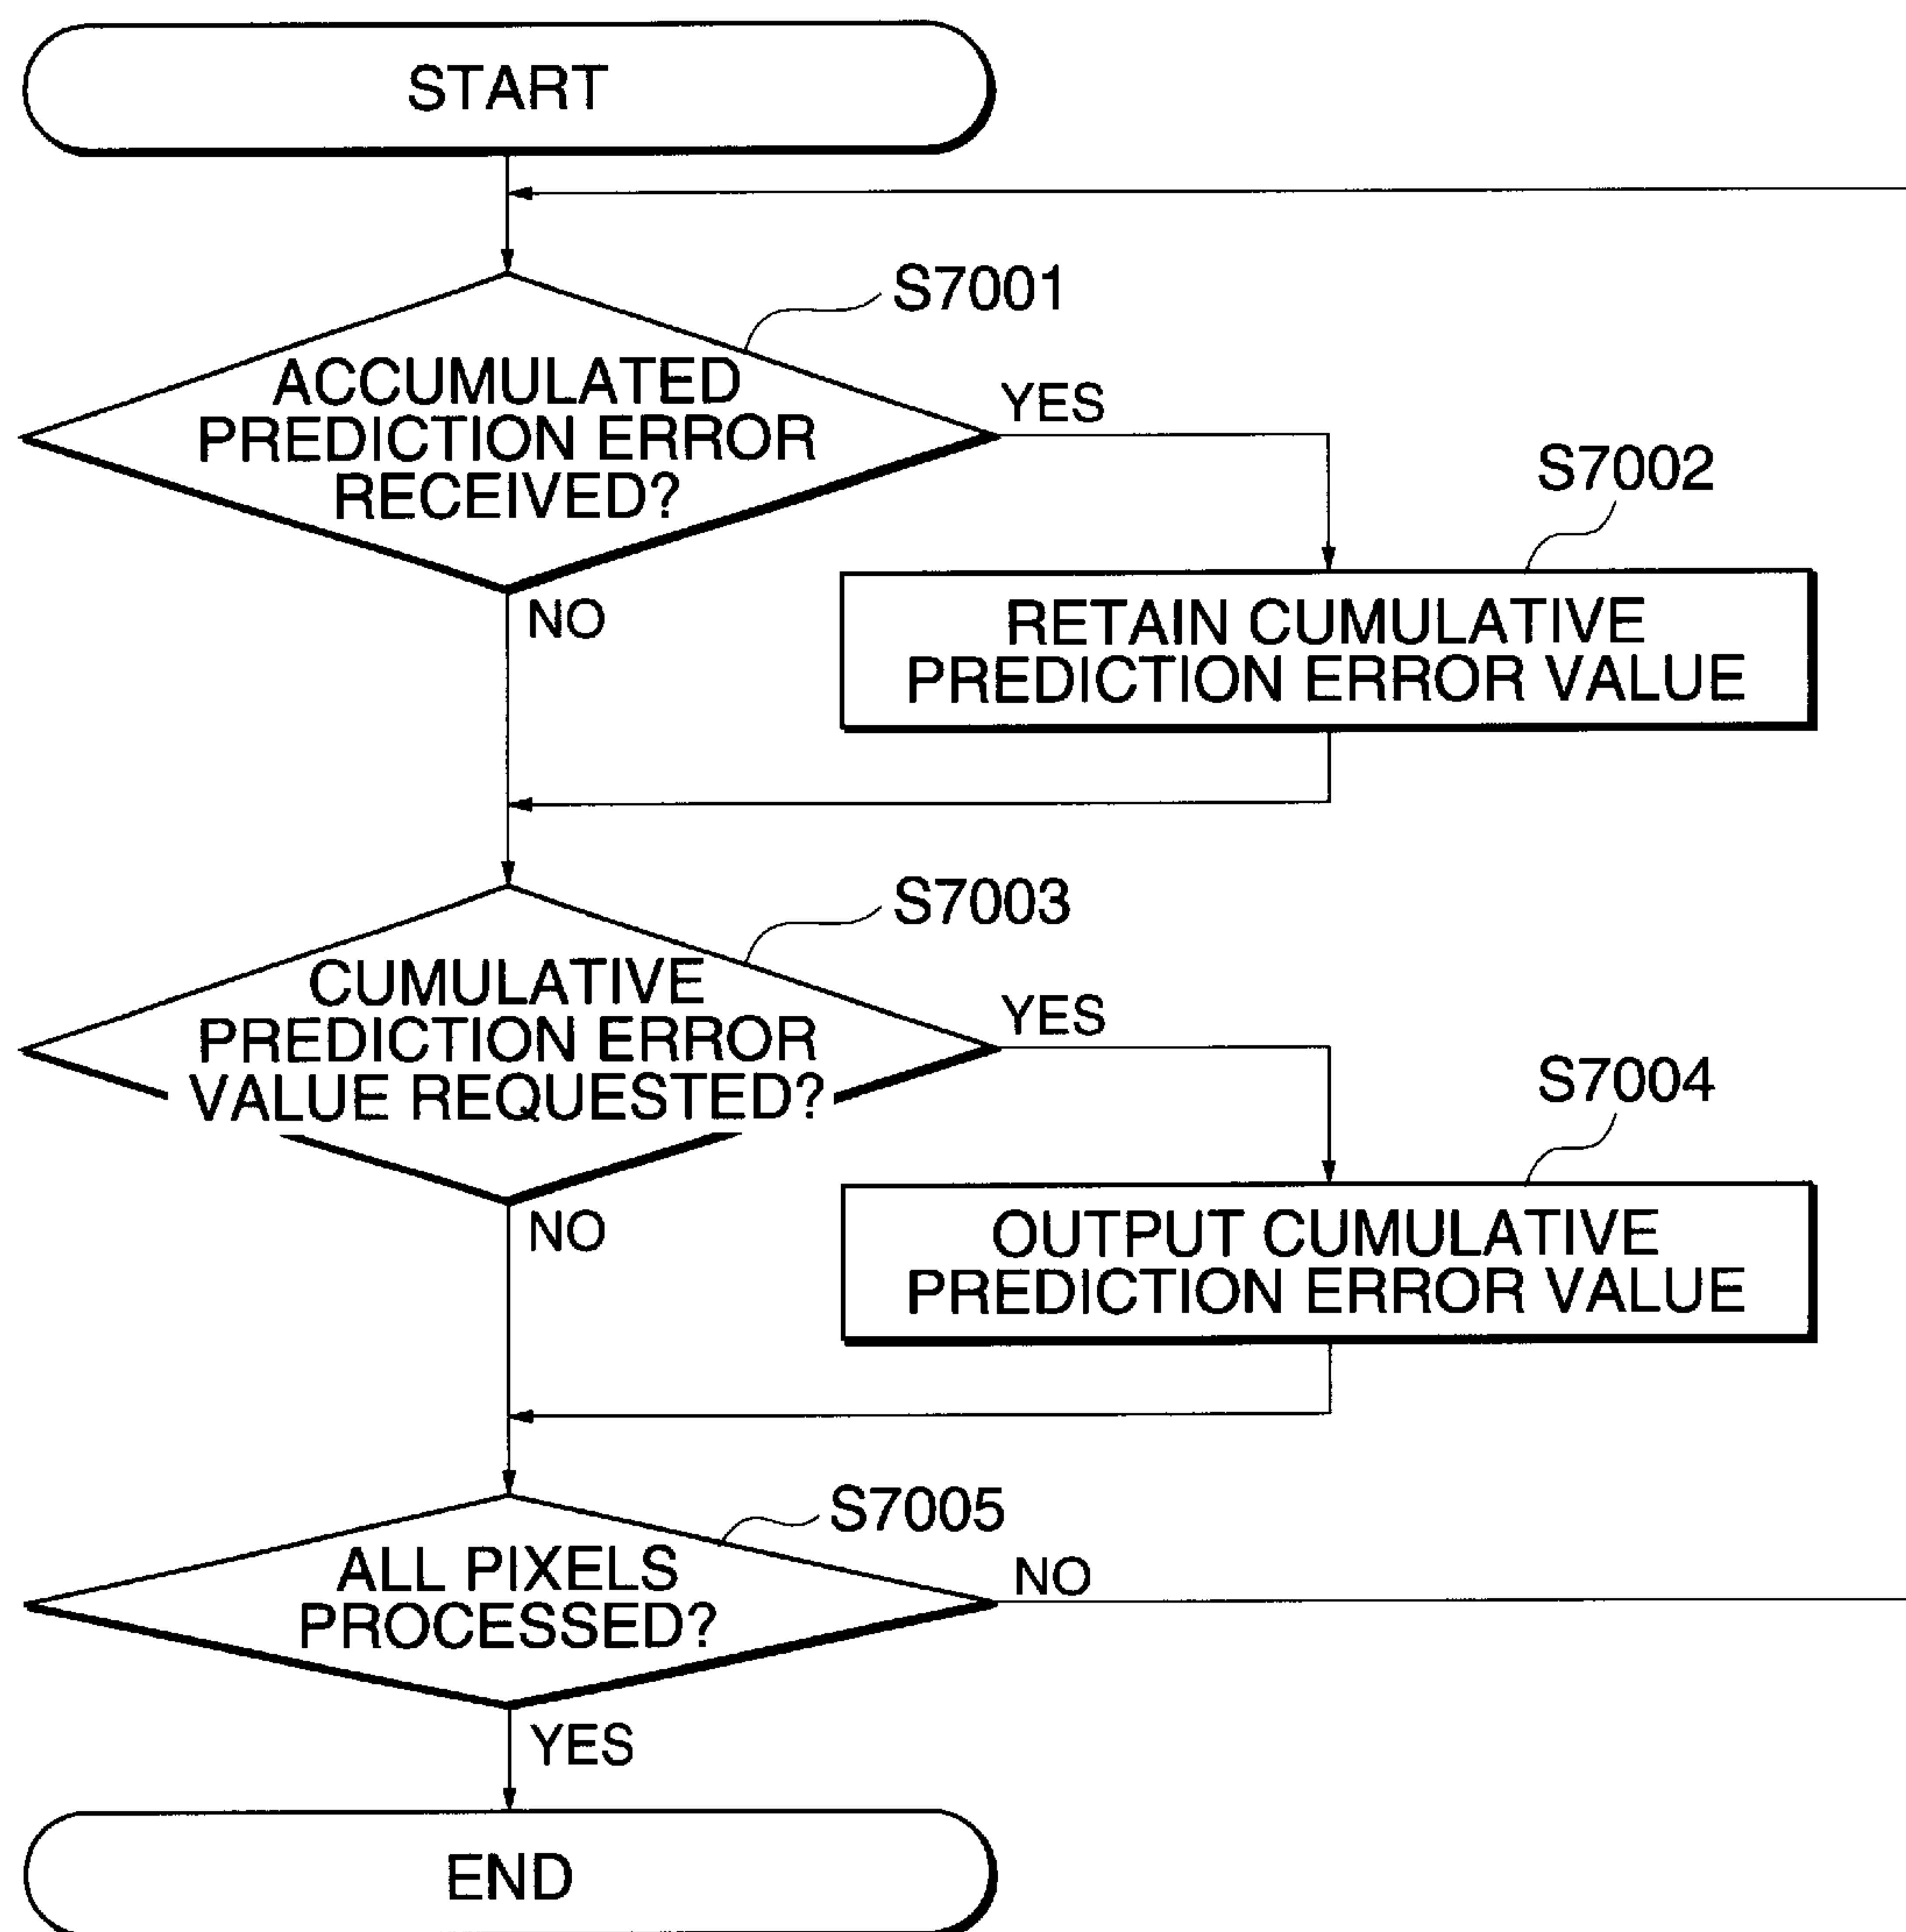 START
S7001
ACCUMULATED
PREDICTION ERROR
RECEIVED?
YES
NO
S7002
RETAIN CUMULATIVE
PREDICTION ERROR VALUE
S7003
CUMULATIVE
PREDICTION ERROR
VALUE REQUESTED?
YES
NO
S7004
OUTPUT CUMULATIVE
PREDICTION ERROR VALUE
S7005
ALL PIXELS
PROCESSED?
NO
YES
END